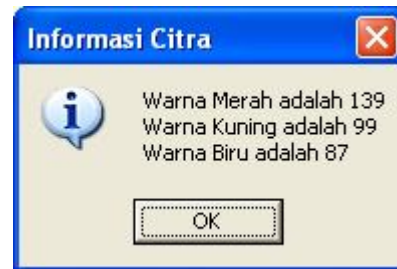 Informasi Citra
Warna Merah adalah 139
Warna Kuning adalah 99
Warna Biru adalah 87
OK